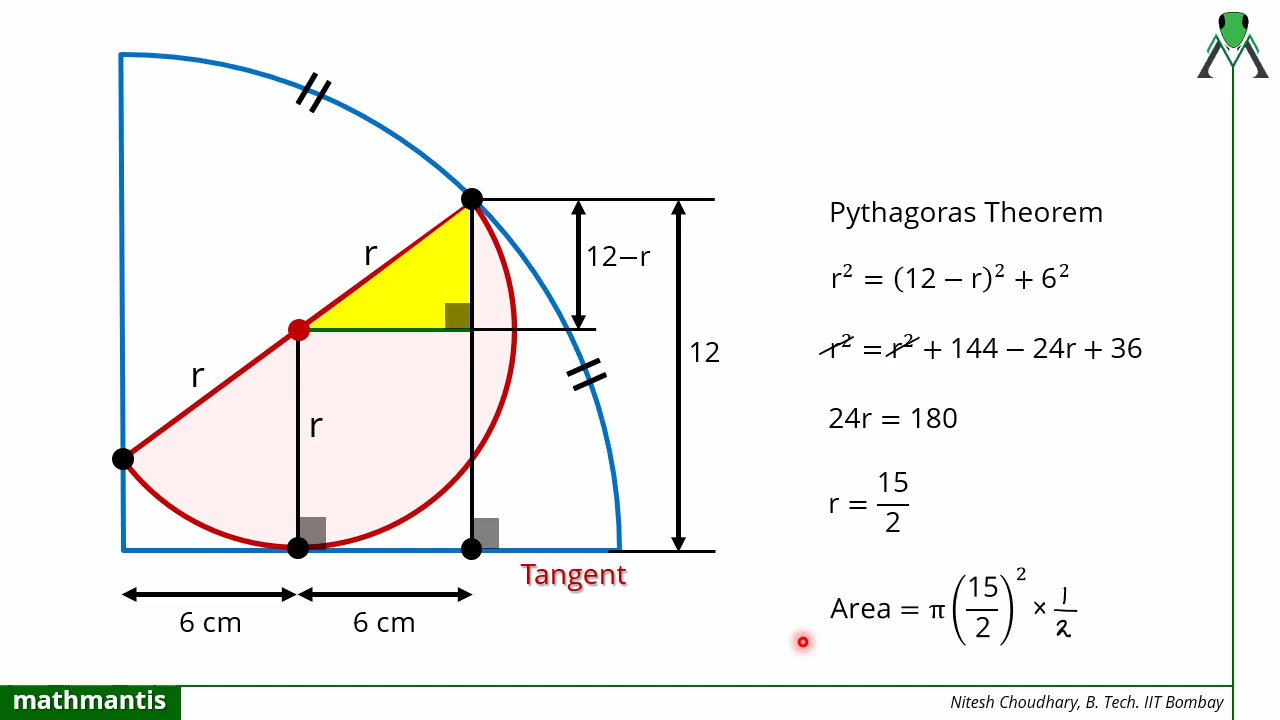 r
12−r
r
r
12
Tangent
6 cm
6 cm
Pythagoras Theorem
r² = (12 − r)² + 6²
r² = r² + 144 − 24r + 36
24r = 180
r = 15/2
Area = π(15/2)² × 1/2
mathmantis
Nitesh Choudhary, B. Tech. IIT Bombay